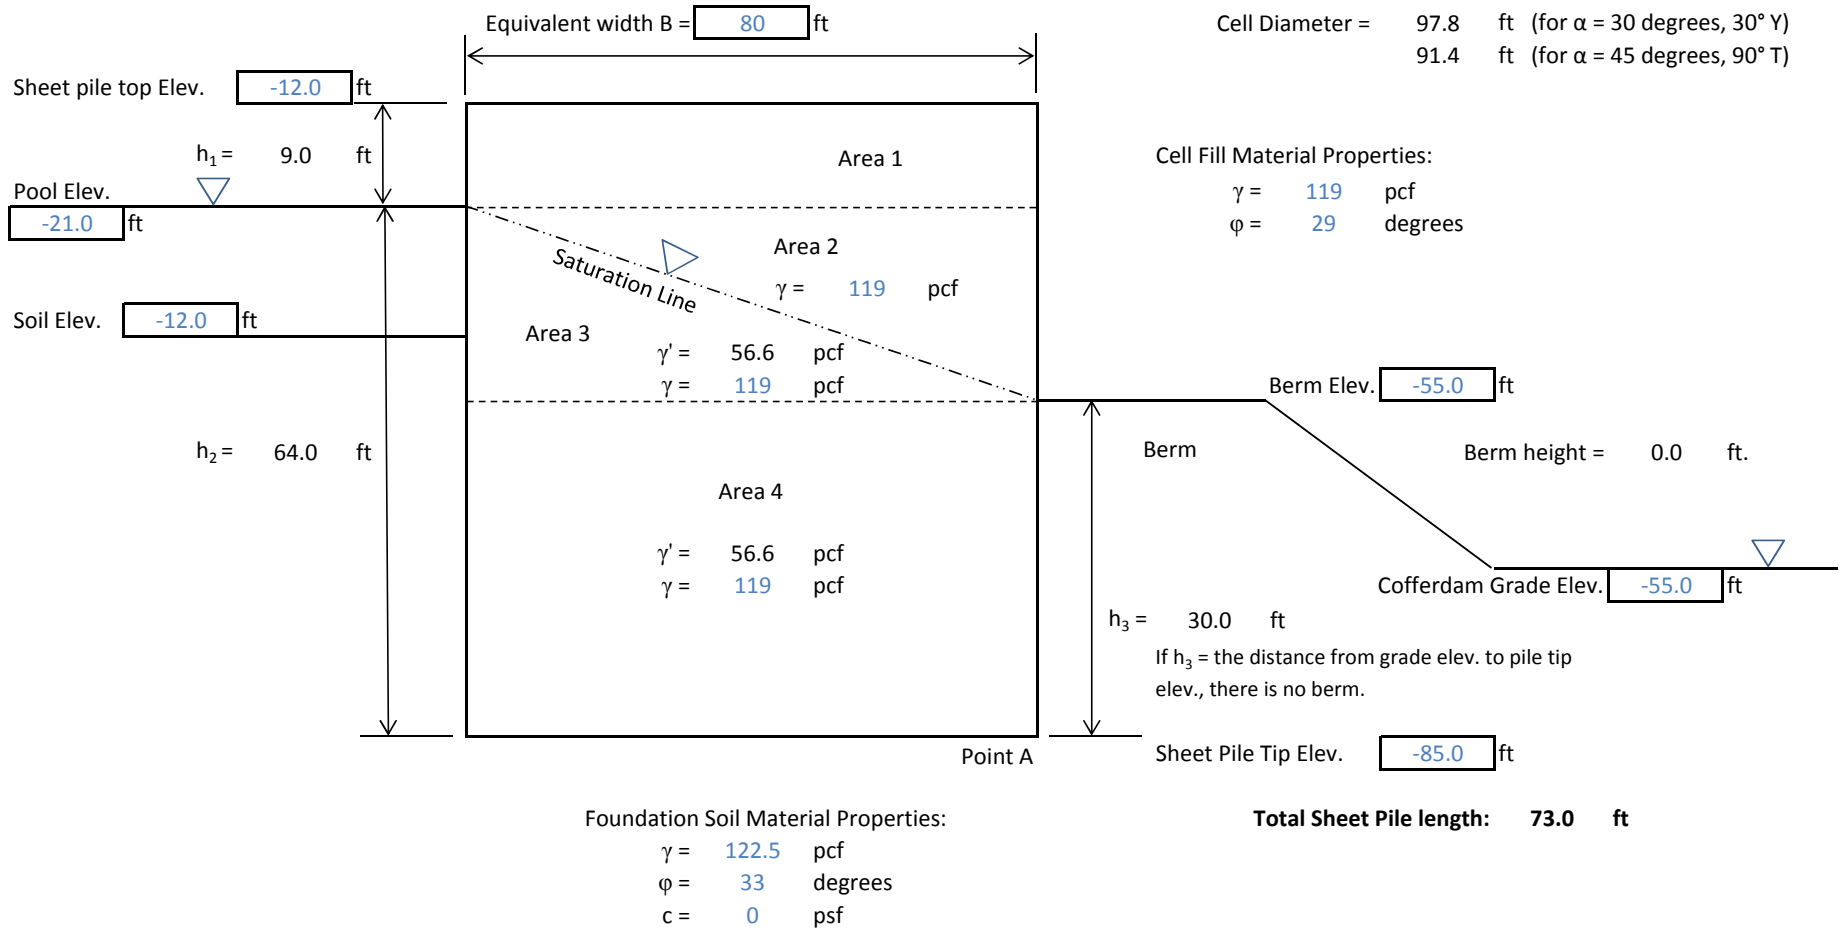 Equivalent width B = 80 ft
Cell Diameter = 97.8 ft (for α = 30 degrees, 30° Y)
91.4 ft (for α = 45 degrees, 90° T)
Sheet pile top Elev. -12.0 ft
h₁ = 9.0 ft
Area 1
Cell Fill Material Properties:
γ = 119 pcf
φ = 29 degrees
Pool Elev.
-21.0 ft
Area 2
γ = 119 pcf
Saturation Line
Soil Elev. -12.0 ft
Area 3
γ' = 56.6 pcf
γ = 119 pcf
Berm Elev. -55.0 ft
h₂ = 64.0 ft
Berm
Berm height = 0.0 ft.
Area 4
γ' = 56.6 pcf
γ = 119 pcf
Cofferdam Grade Elev. -55.0 ft
h₃ = 30.0 ft
If h₃ = the distance from grade elev. to pile tip
elev., there is no berm.
Point A
Sheet Pile Tip Elev. -85.0 ft
Foundation Soil Material Properties:
γ = 122.5 pcf
φ = 33 degrees
c = 0 psf
Total Sheet Pile length: 73.0 ft